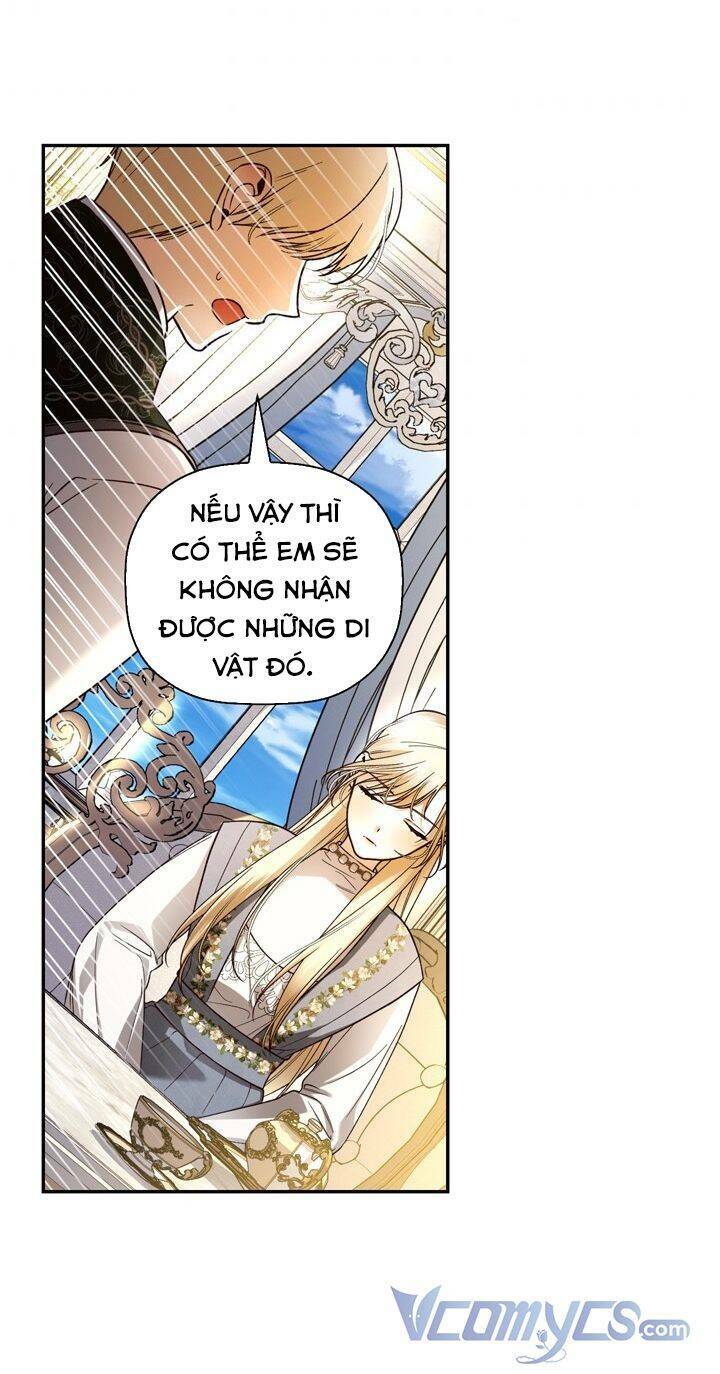 NẾU VẬY THÌ
CÓ THỂ EM SẼ
KHÔNG NHẬN
ĐƯỢC NHỮNG DI
VẬT ĐÓ.
VCOMYCS.com